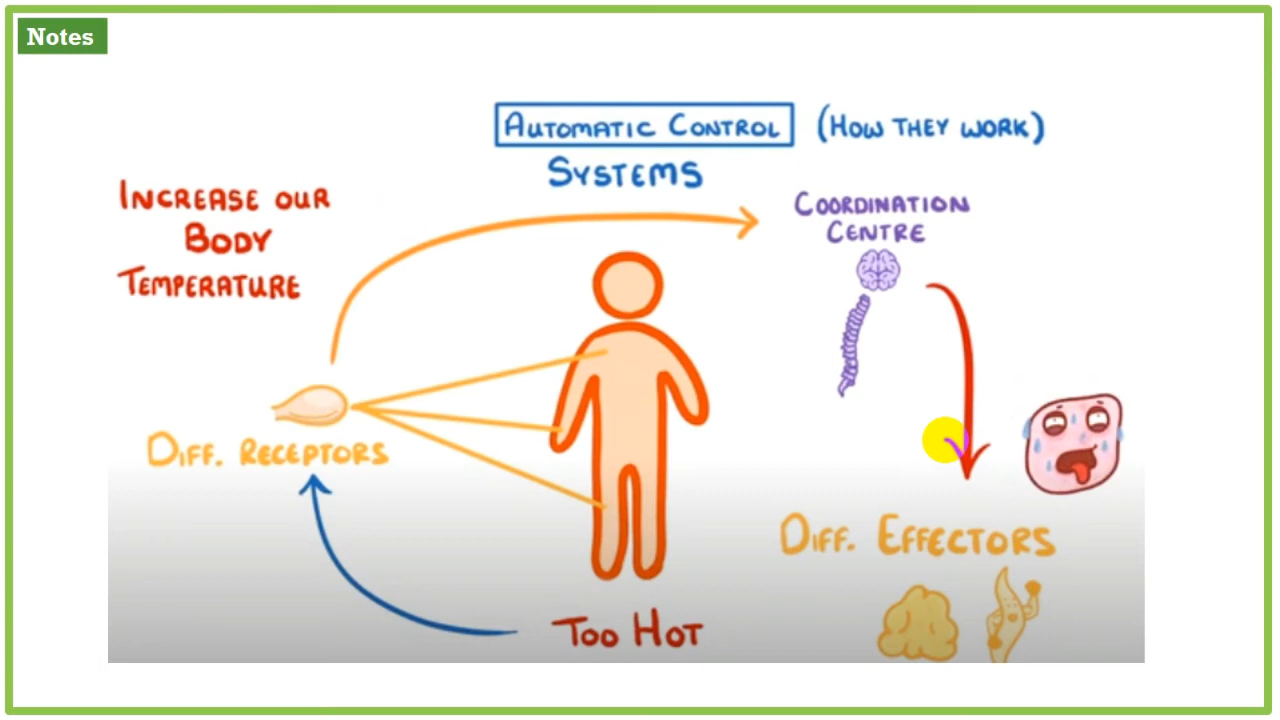 Notes
AUTOMATIC CONTROL (HOW THEY WORK)
SYSTEMS
INCREASE OUR
BODY
TEMPERATURE
COORDINATION
CENTRE
DIFF. RECEPTORS
DIFF. EFFECTORS
TOO HOT